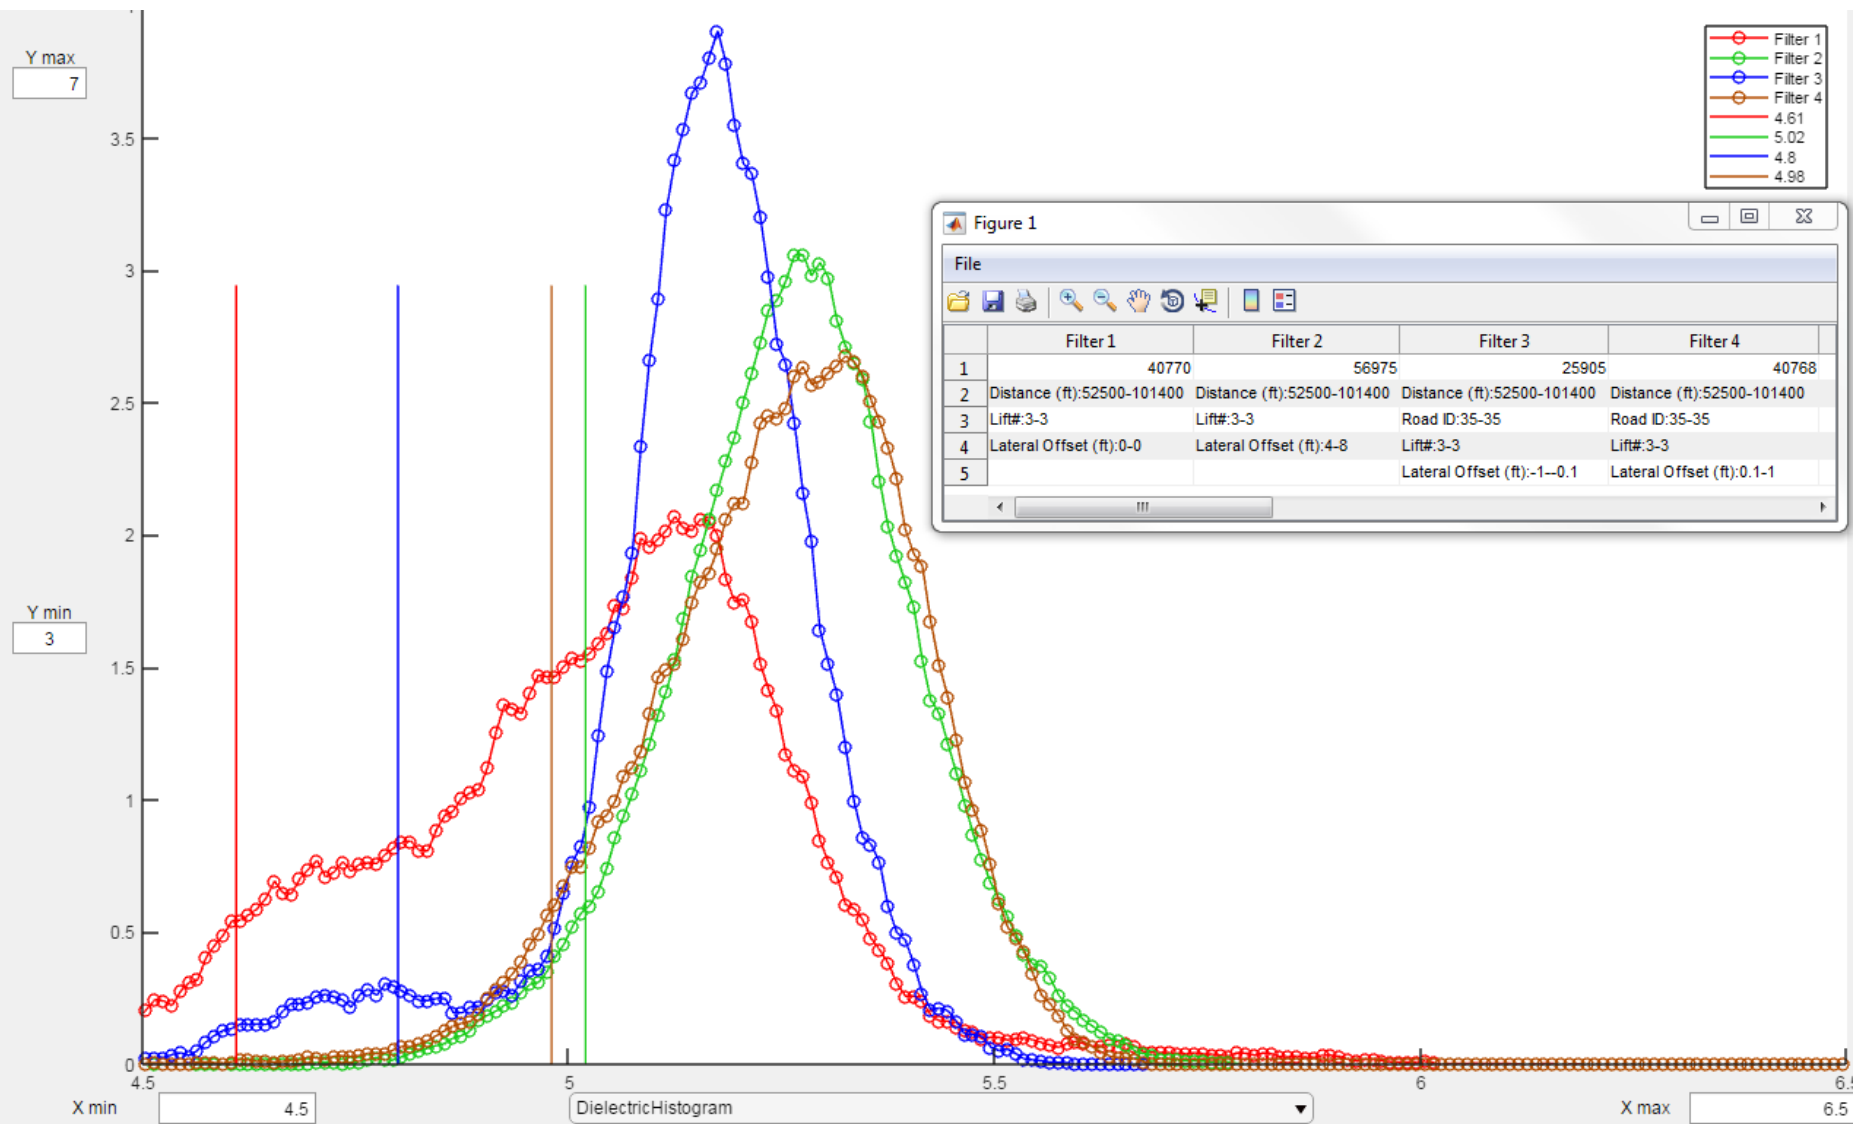 Y max
7
3.5
3
2.5
2
1.5
1
0.5
0
Y min
3
4.5
5
5.5
6
6.5
X min
4.5
DielectricHistogram
X max
6.5
Filter 1
Filter 2
Filter 3
Filter 4
4.61
5.02
4.8
4.98
Figure 1
File
Filter 1 Filter 2 Filter 3 Filter 4
1 40770 56975 25905 40768
2 Distance (ft):52500-101400 Distance (ft):52500-101400 Distance (ft):52500-101400 Distance (ft):52500-101400
3 Lift#:3-3 Lift#:3-3 Road ID:35-35 Road ID:35-35
4 Lateral Offset (ft):0-0 Lateral Offset (ft):4-8 Lift#:3-3 Lift#:3-3
5 Lateral Offset (ft):-1--0.1 Lateral Offset (ft):0.1-1